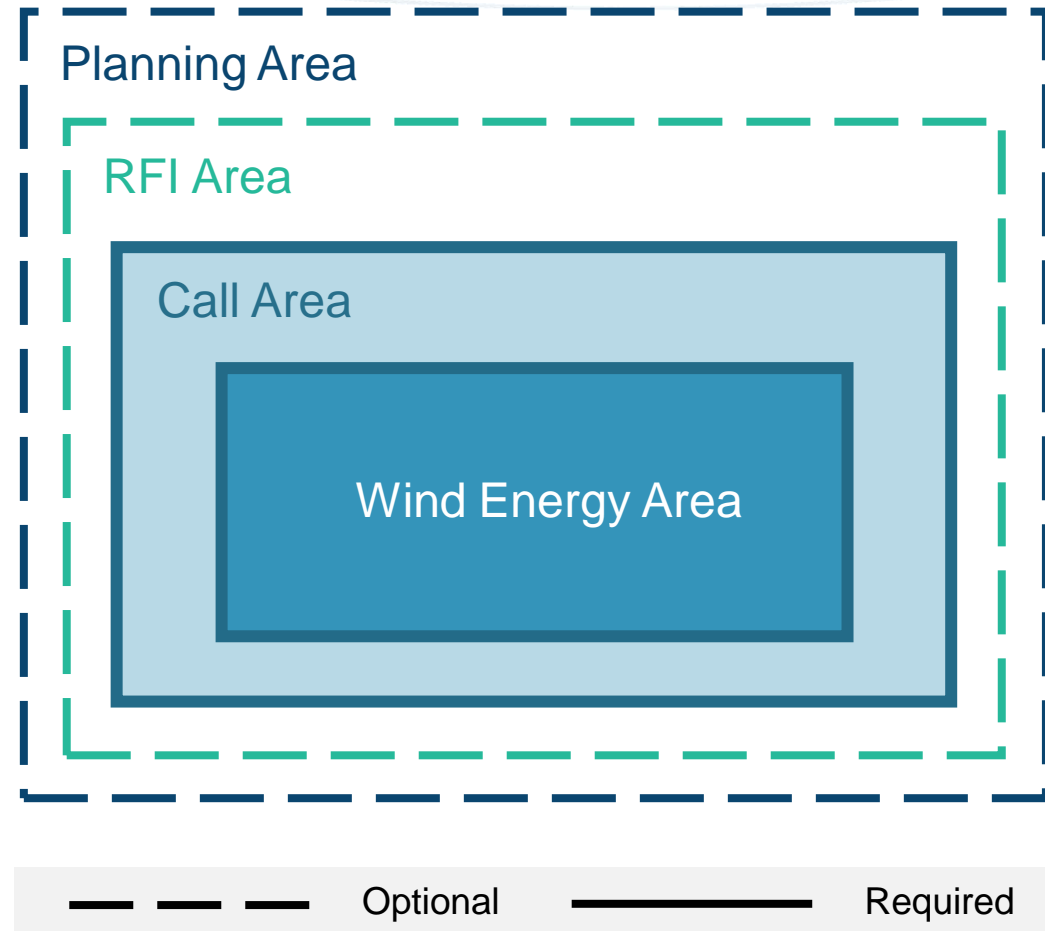 Planning Area
RFI Area
Call Area
Wind Energy Area
Optional Required